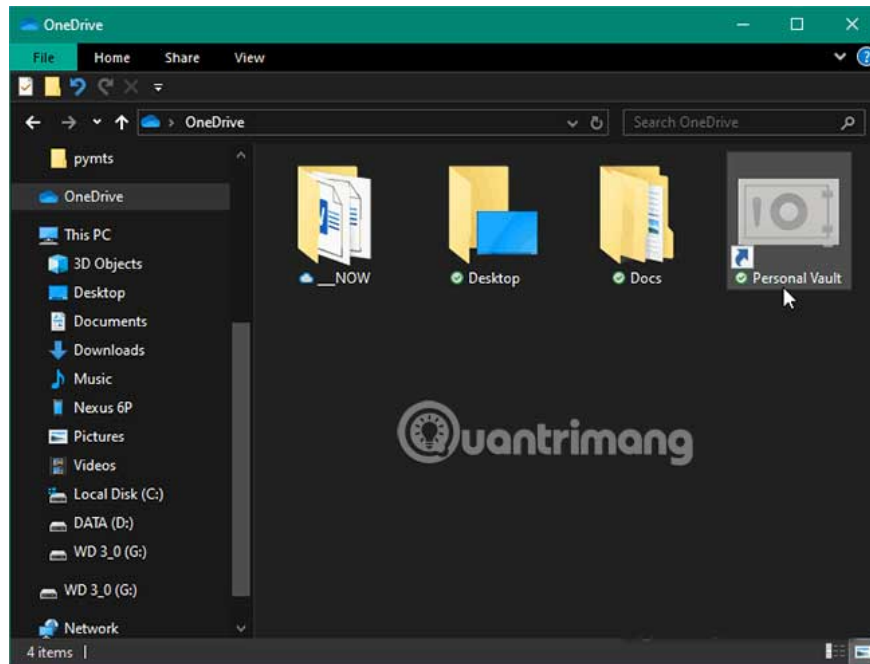 OneDrive
File Home Share View
OneDrive
Search OneDrive
pymts
OneDrive
This PC
3D Objects
Desktop
Documents
Downloads
Music
Nexus 6P
Pictures
Videos
Local Disk (C:)
DATA (D:)
WD 3_0 (G:)
WD 3_0 (G:)
Network
__NOW
Desktop
Docs
Personal Vault
Quantrimang
4 items